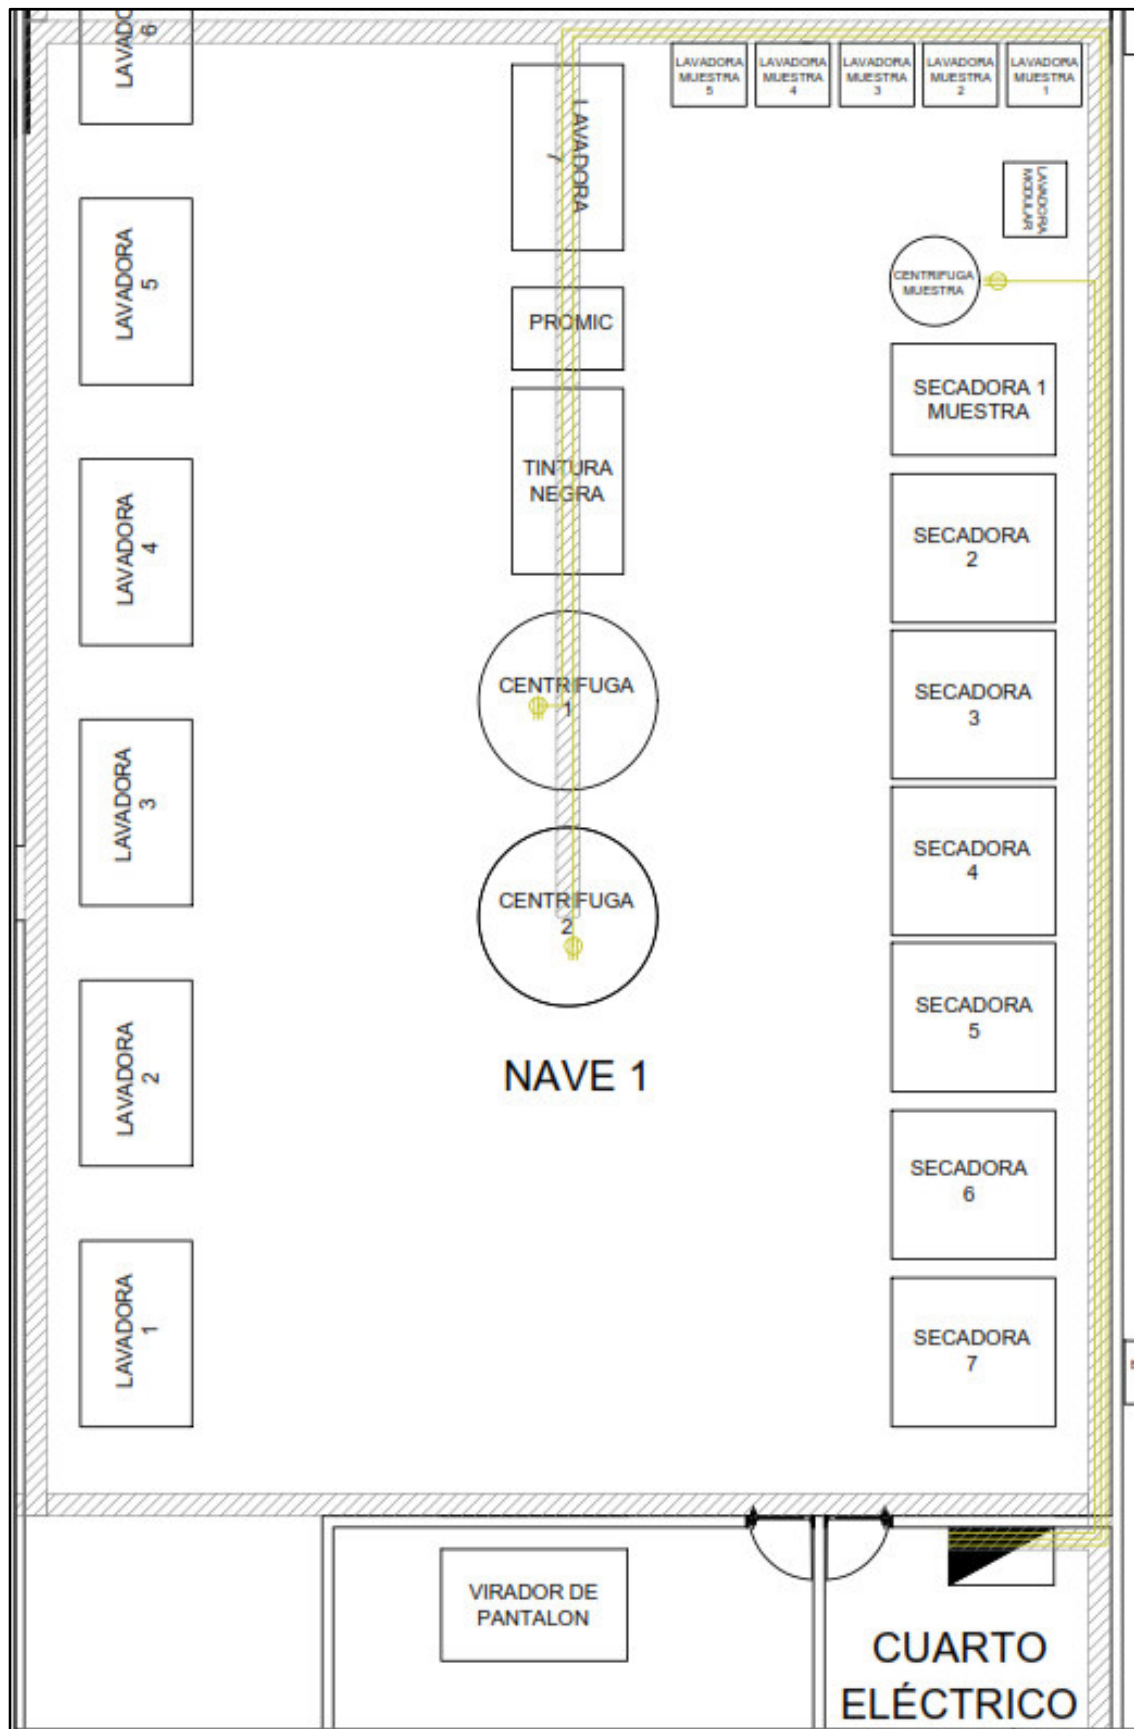 LAVADO
6
LAVADORA
7
LAVADORA
MUESTRA
5
LAVADORA
MUESTRA
4
LAVADORA
MUESTRA
3
LAVADORA
MUESTRA
2
LAVADORA
MUESTRA
1
LAVADORA
MODULAR
LAVADORA
5
CENTRIFUGA
MUESTRA
PROMIC
SECADORA 1
MUESTRA
TINTURA
NEGRA
LAVADORA
4
SECADORA
2
CENTRIFUGA
1
SECADORA
3
LAVADORA
3
SECADORA
4
CENTRIFUGA
2
SECADORA
5
NAVE 1
LAVADORA
2
SECADORA
6
LAVADORA
1
SECADORA
7
VIRADOR DE
PANTALON
CUARTO
ELÉCTRICO